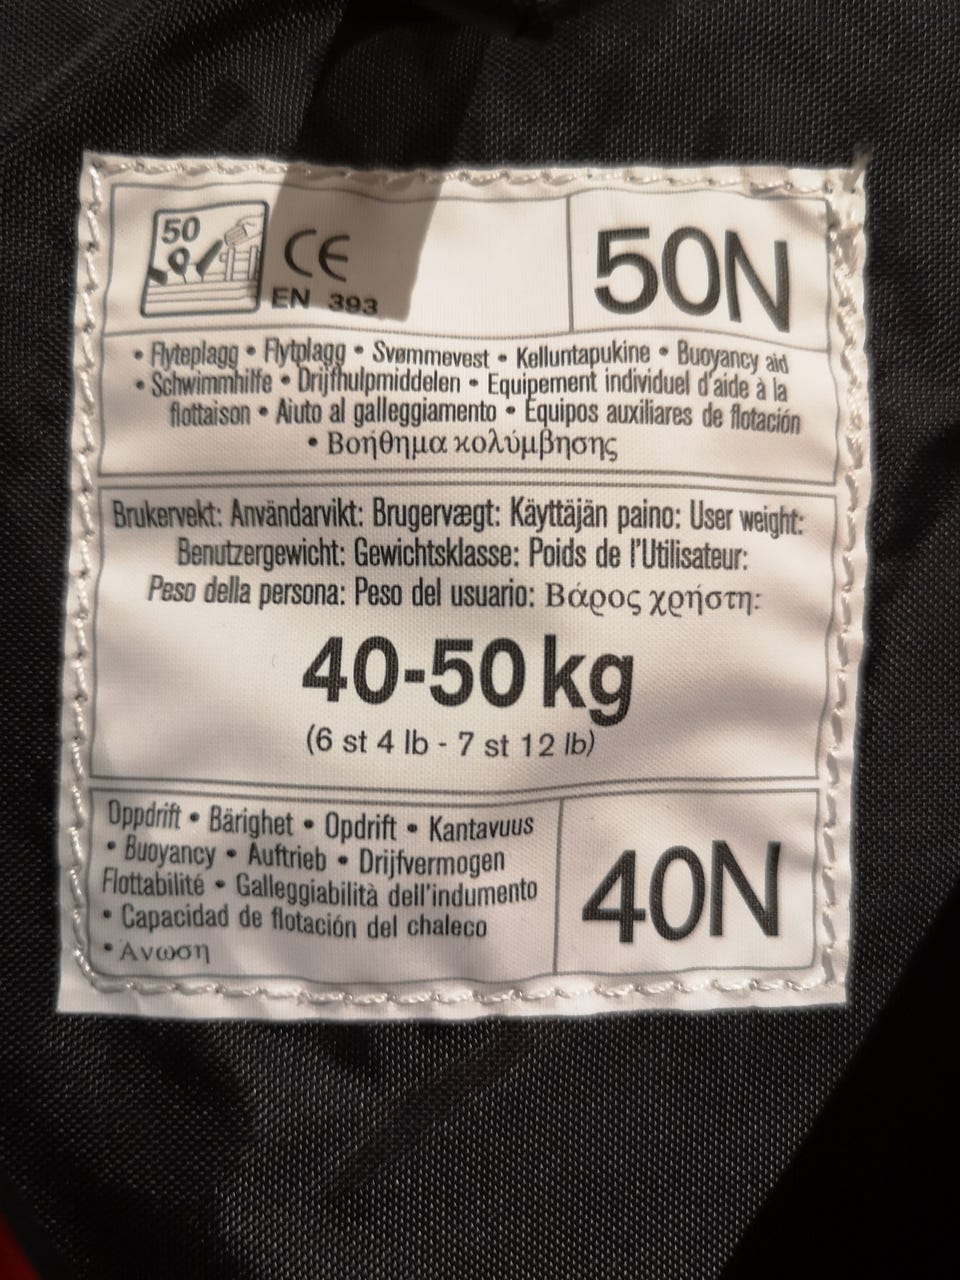 50
CE
EN 393
50N
• Flyteplagg • Flytplagg • Svømmevest • Kelluntapukine • Buoyancy aid
• Schwimmhilfe • Drijfhulpmiddelen • Equipement individuel d'aide à la
flottaison • Aiuto al galleggiamento • Equipos auxiliares de flotación
• Βοήθημα κολύμβησης
Brukervekt: Användarvikt: Brugervægt: Käyttäjän paino: User weight:
Benutzergewicht: Gewichtsklasse: Poids de l'Utilisateur:
Peso della persona: Peso del usuario: Βάρος χρήστη:
40-50 kg
(6 st 4 lb - 7 st 12 lb)
Oppdrift • Bärighet • Opdrift • Kantavuus
• Buoyancy • Auftrieb • Drijfvermogen
Flottabilité • Galleggiabilità dell'indumento
• Capacidad de flotación del chaleco
• Ανωση
40N